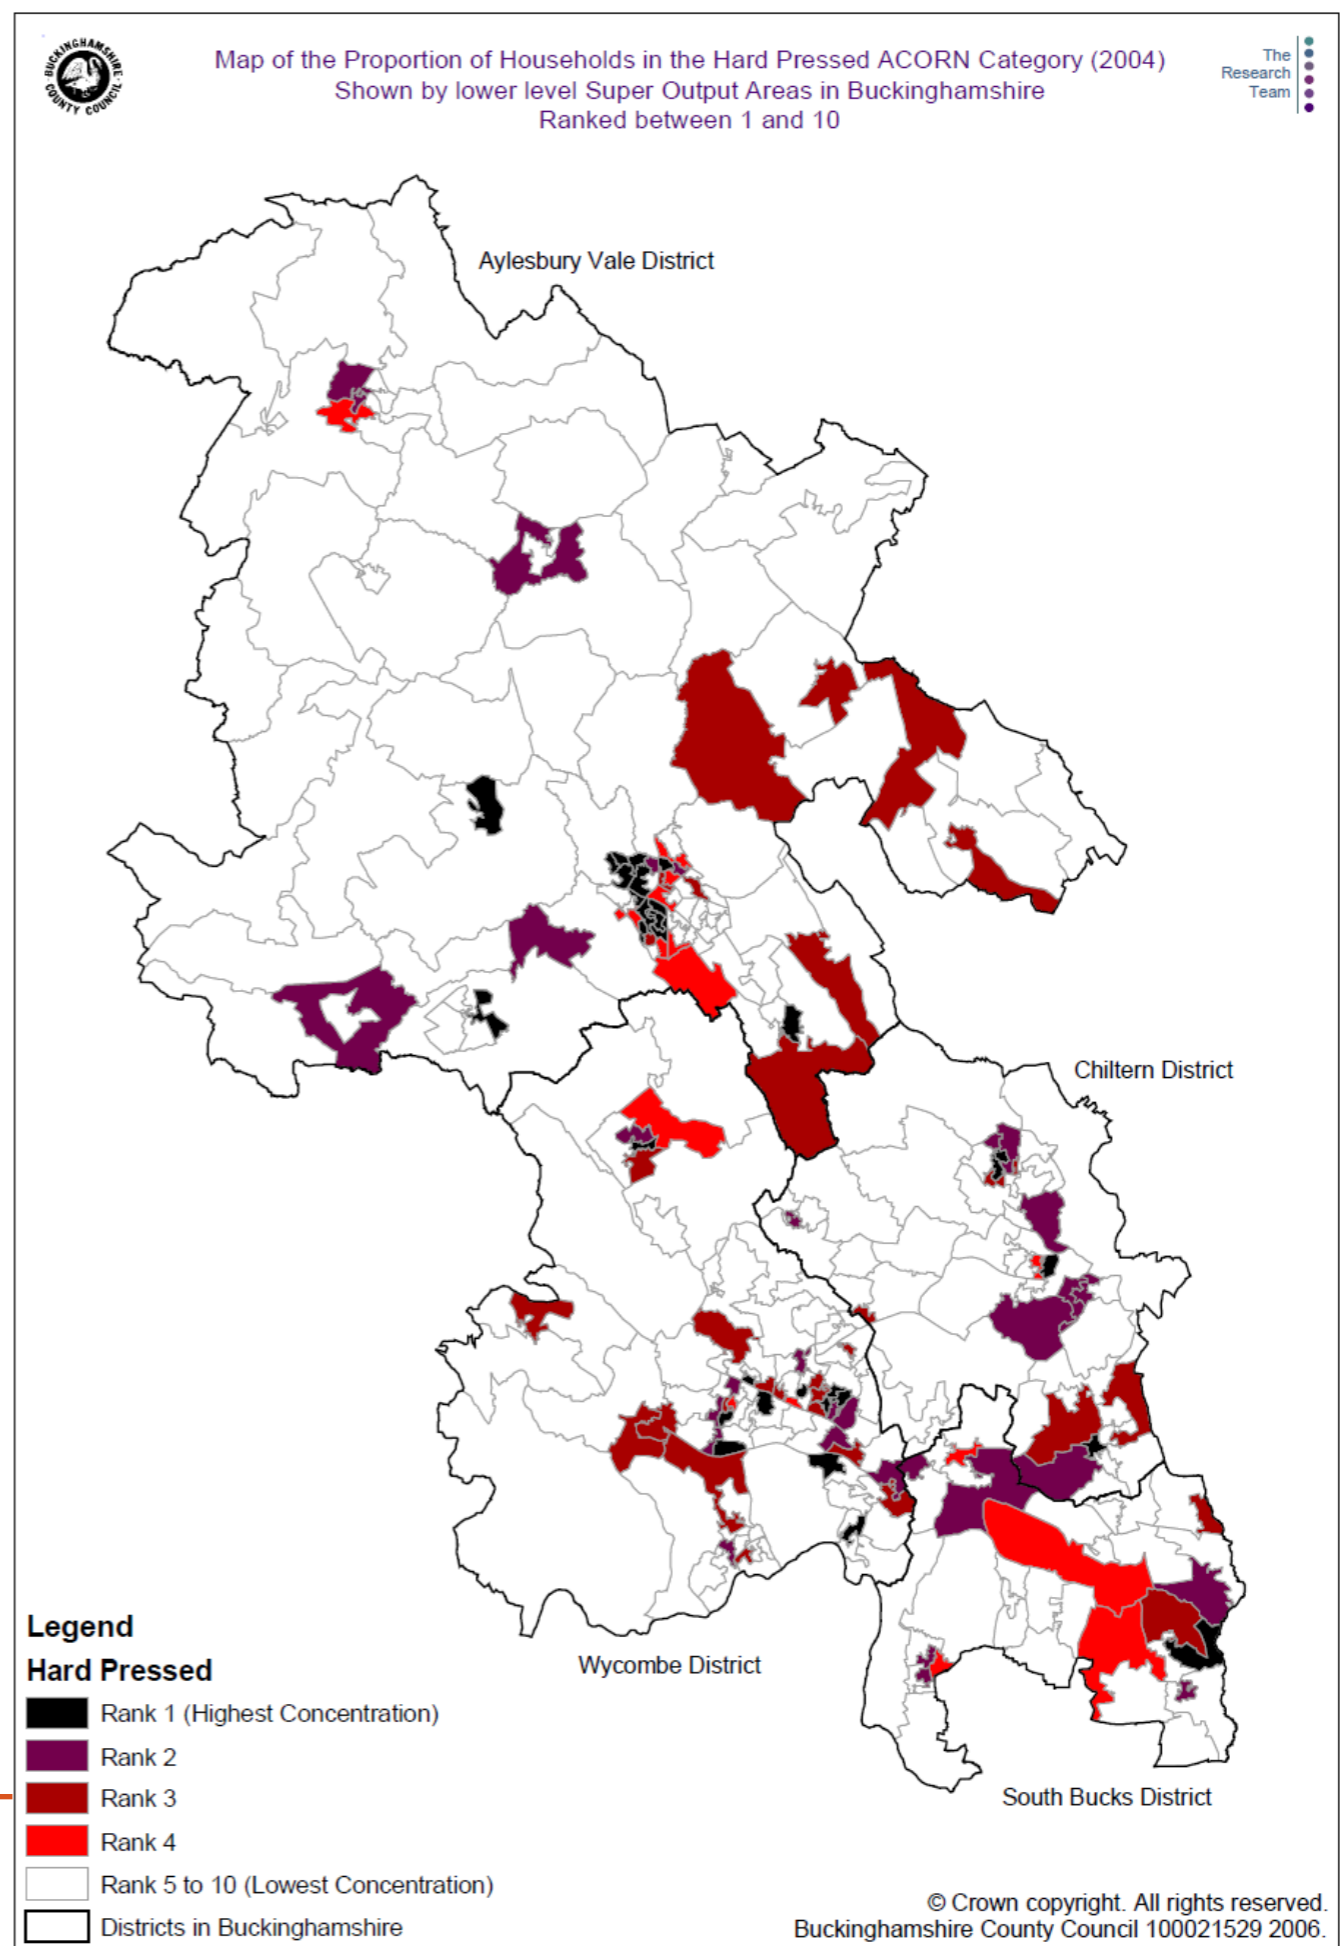 BUCKINGHAMSHIRE
COUNTY COUNCIL
Map of the Proportion of Households in the Hard Pressed ACORN Category (2004)
Shown by lower level Super Output Areas in Buckinghamshire
Ranked between 1 and 10
The
Research
Team
Aylesbury Vale District
Chiltern District
Wycombe District
South Bucks District
Legend
Hard Pressed
Rank 1 (Highest Concentration)
Rank 2
Rank 3
Rank 4
Rank 5 to 10 (Lowest Concentration)
Districts in Buckinghamshire
© Crown copyright. All rights reserved.
Buckinghamshire County Council 100021529 2006.